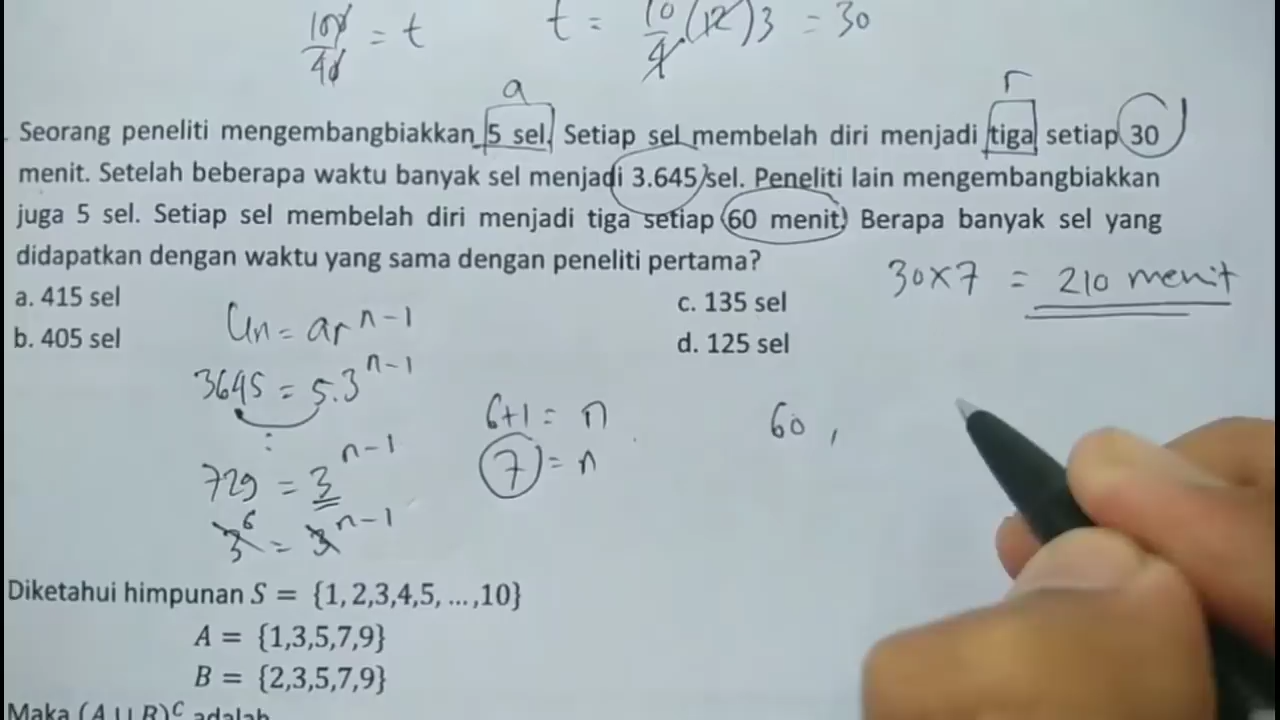 10̸0̸/4̸0̸ = t
t = 10/4 (12) 3 = 30
a
r
Seorang peneliti mengembangbiakkan 5 sel. Setiap sel membelah diri menjadi tiga setiap 30
menit. Setelah beberapa waktu banyak sel menjadi 3.645 sel. Peneliti lain mengembangbiakkan
juga 5 sel. Setiap sel membelah diri menjadi tiga setiap 60 menit. Berapa banyak sel yang
didapatkan dengan waktu yang sama dengan peneliti pertama?
a. 415 sel
b. 405 sel
c. 135 sel
d. 125 sel
30x7 = 210 menit
Un = ar^n-1
3645 = 5.3^n-1
:
729 = 3^n-1
3^6 = 3^n-1
6+1 = n
7 = n
60,
Diketahui himpunan S = {1,2,3,4,5, ...,10}
A = {1,3,5,7,9}
B = {2,3,5,7,9}
Maka (A ∪ B)^C adalah